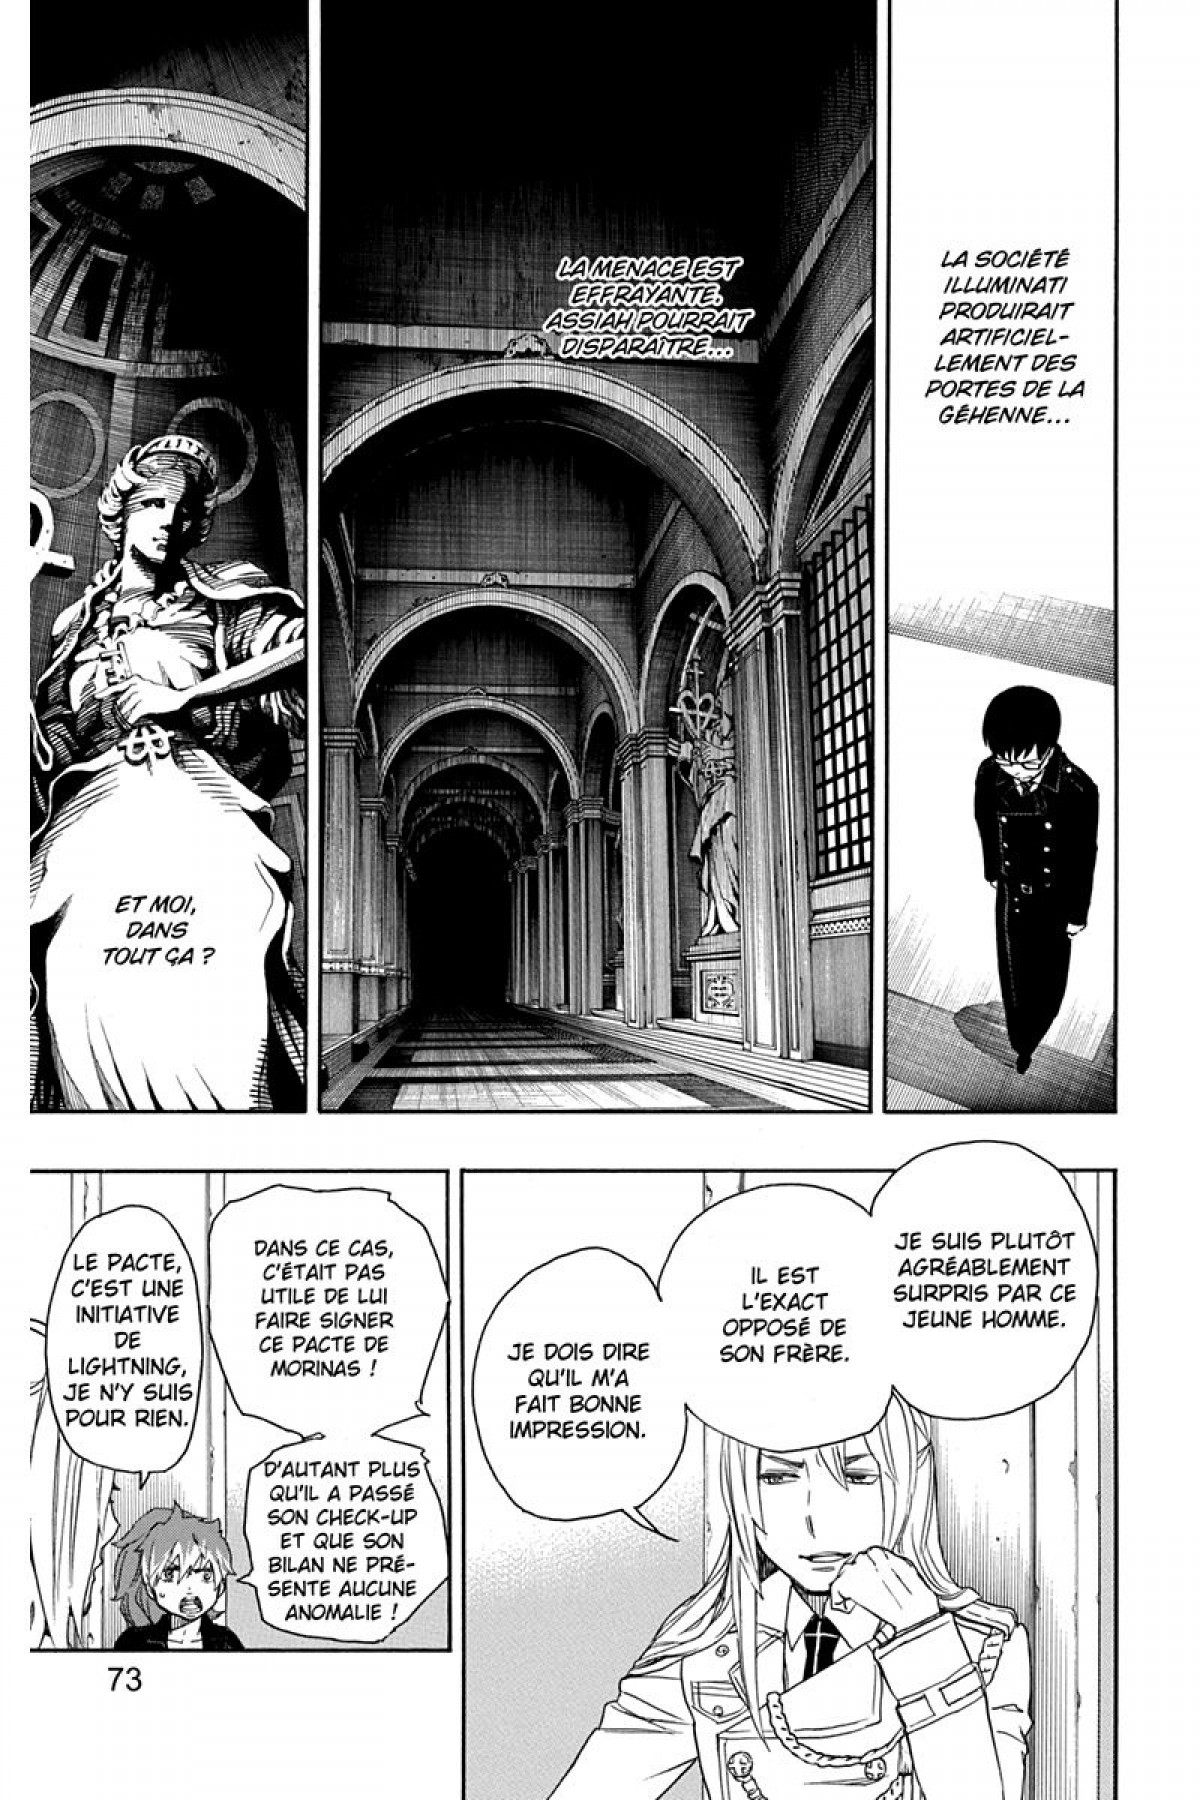 LA SOCIÉTÉ
ILLUMINATI
PRODUIRAIT
ARTIFICIEL-
LEMENT DES
PORTES DE LA
GÉHENNE...
LA MENACE EST
EFFRAYANTE.
ASSIAH POURRAIT
DISPARAÎTRE...
ET MOI,
DANS
TOUT ÇA ?
JE SUIS PLUTÔT
AGRÉABLEMENT
SURPRIS PAR CE
JEUNE HOMME.
IL EST
L'EXACT
OPPOSÉ DE
SON FRÈRE.
JE DOIS DIRE
QU'IL M'A
FAIT BONNE
IMPRESSION.
DANS CE CAS,
C'ÉTAIT PAS
UTILE DE LUI
FAIRE SIGNER
CE PACTE DE
MORINAS !
D'AUTANT PLUS
QU'IL A PASSÉ
SON CHECK-UP
ET QUE SON
BILAN NE PRÉ-
SENTE AUCUNE
ANOMALIE !
LE PACTE,
C'EST UNE
INITIATIVE
DE
LIGHTNING,
JE N'Y SUIS
POUR RIEN.
73